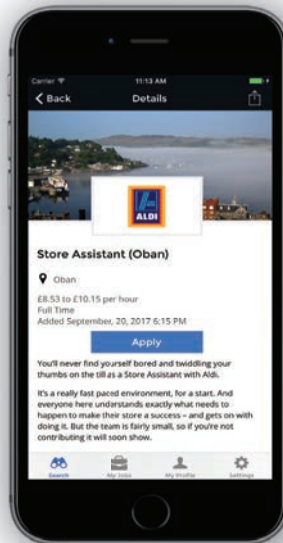 Carrier 11:13 AM
Back Details
ALDI
Store Assistant (Oban)
Oban
£8.53 to £10.15 per hour
Full Time
Added September, 20, 2017 6:15 PM
Apply
You'll never find yourself bored and twiddling your
thumbs on the till as a Store Assistant with Aldi.
It's a really fast paced environment, for a start. And
everyone here understands exactly what needs to
happen to make their store a success – and gets on with
doing it. But the team is fairly small, so if you're not
contributing it will soon show.
Search My Jobs My Profile Settings